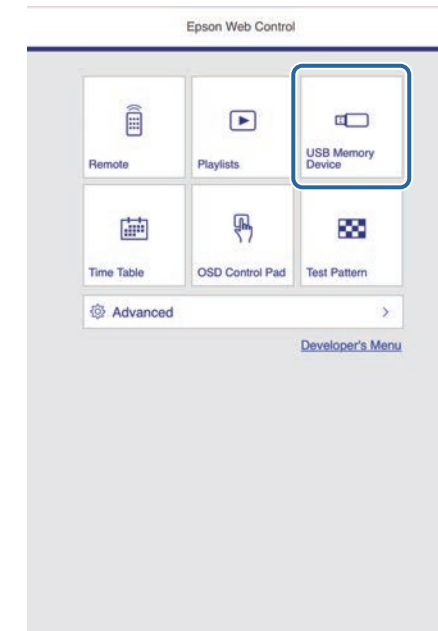 Epson Web Control
Remote
Playlists
USB Memory
Device
Time Table
OSD Control Pad
Test Pattern
Advanced
Developer's Menu